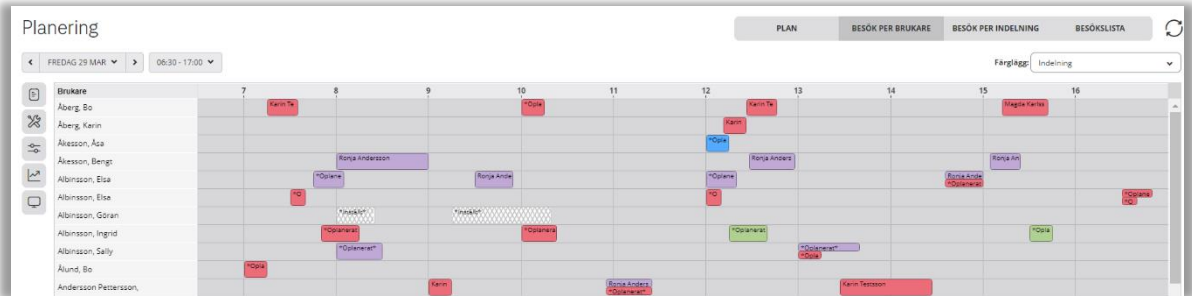 Planering
PLAN
BESÖK PER BRUKARE
BESÖK PER INDELNING
BESÖKSLISTA
FREDAG 29 MAR
06:30 - 17:00
Färglägg: Indelning
Brukare 7 8 9 10 11 12 13 14 15 16
Åberg, Bo Karin Te *Opla Karin Te Magda Karlss
Åberg, Karin Karin
Åkesson, Åsa *Opla
Åkesson, Bengt Ronja Andersson Ronja Anders Ronja An
Albinsson, Elsa *Oplane Ronja Ande *Oplane Ronja Ande
*Oplanerat
Albinsson, Elsa *O *O *Oplane
*O
Albinsson, Göran *Inställt* *Inställt*
Albinsson, Ingrid *Oplanerat *Oplanera *Oplanerat *Opla
Albinsson, Sally *Oplanerat* *Oplanerat*
*Opla
Ålund, Bo *Opla
Andersson Pettersson, Karin Ronja Anders Karin Testsson
*Oplanerat*